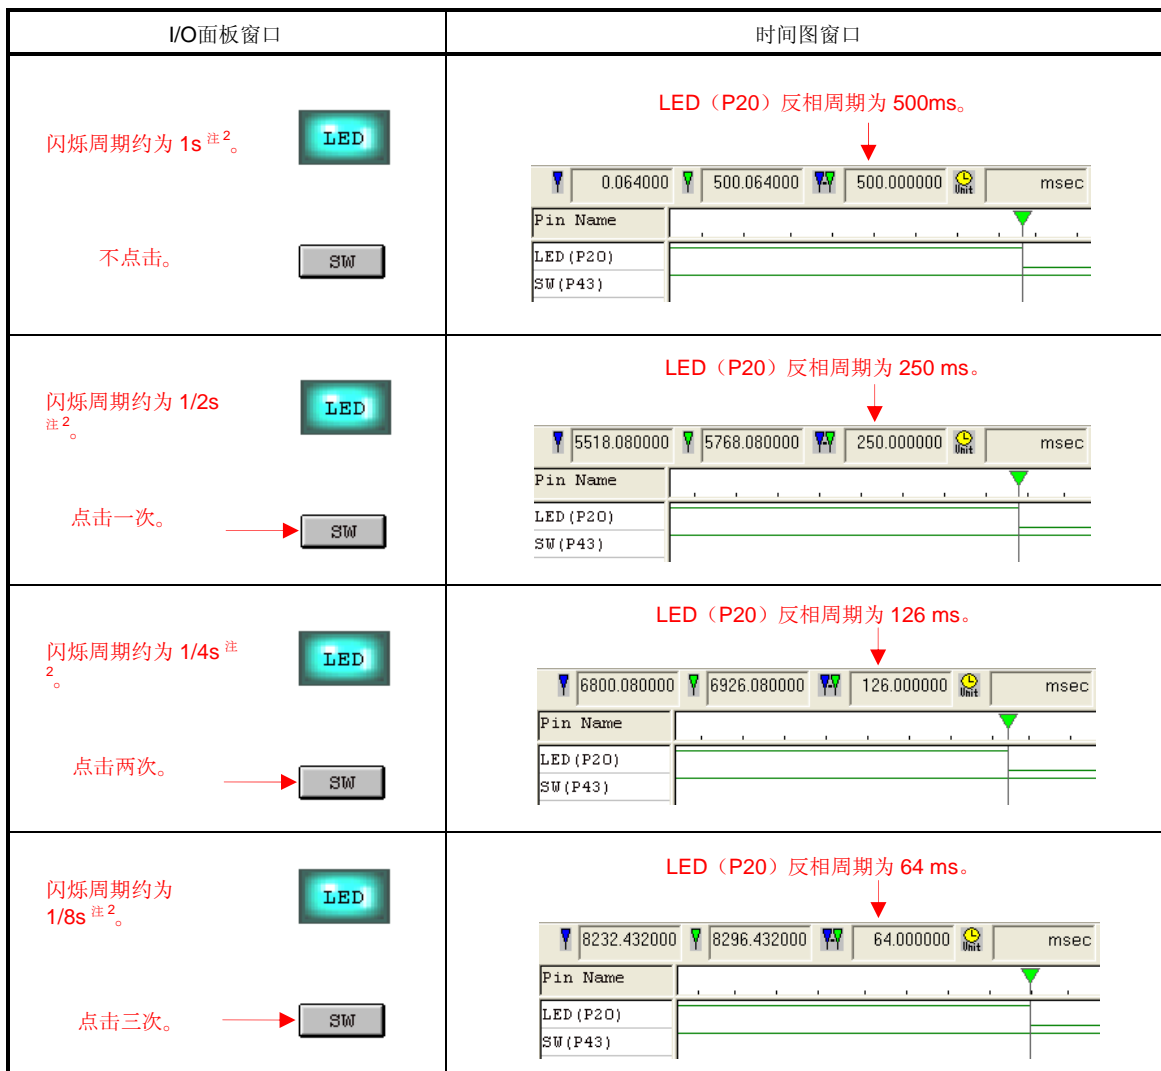 I/O面板窗口
时间图窗口
闪烁周期约为 1s 注 2。
LED
不点击。
SW
LED（P20）反相周期为 500ms。
0.064000 500.064000 500.000000 Unit msec
Pin Name
LED(P20)
SW(P43)
闪烁周期约为 1/2s
注 2。
LED
点击一次。
SW
LED（P20）反相周期为 250 ms。
5518.080000 5768.080000 250.000000 Unit msec
Pin Name
LED(P20)
SW(P43)
闪烁周期约为 1/4s 注
2。
LED
点击两次。
SW
LED（P20）反相周期为 126 ms。
6800.080000 6926.080000 126.000000 Unit msec
Pin Name
LED(P20)
SW(P43)
闪烁周期约为
1/8s 注 2。
LED
点击三次。
SW
LED（P20）反相周期为 64 ms。
8232.432000 8296.432000 64.000000 Unit msec
Pin Name
LED(P20)
SW(P43)